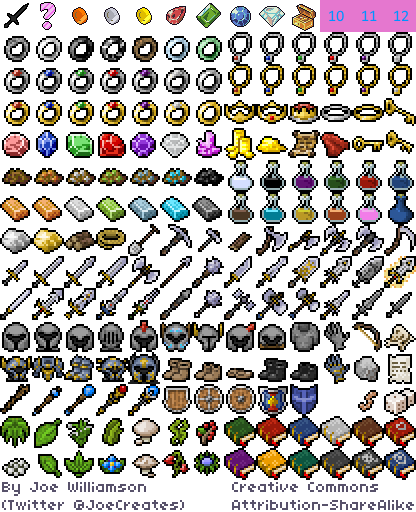 10 11 12
By Joe Williamson
(Twitter @JoeCreates)
Creative Commons
Attribution-ShareAlike